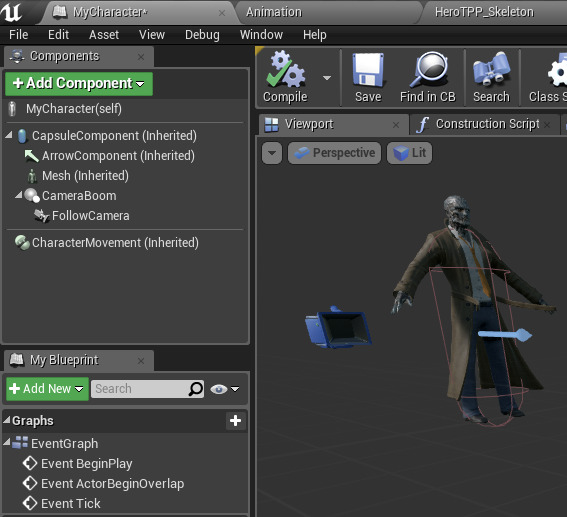 MyCharacter*
Animation
HeroTPP_Skeleton
File Edit Asset View Debug Window Help
Components
+Add Component
MyCharacter(self)
CapsuleComponent (Inherited)
ArrowComponent (Inherited)
Mesh (Inherited)
CameraBoom
FollowCamera
CharacterMovement (Inherited)
My Blueprint
+Add New
Search
Graphs
EventGraph
Event BeginPlay
Event ActorBeginOverlap
Event Tick
Compile
Save
Find in CB
Search
Class S
Viewport
Construction Script
Perspective
Lit